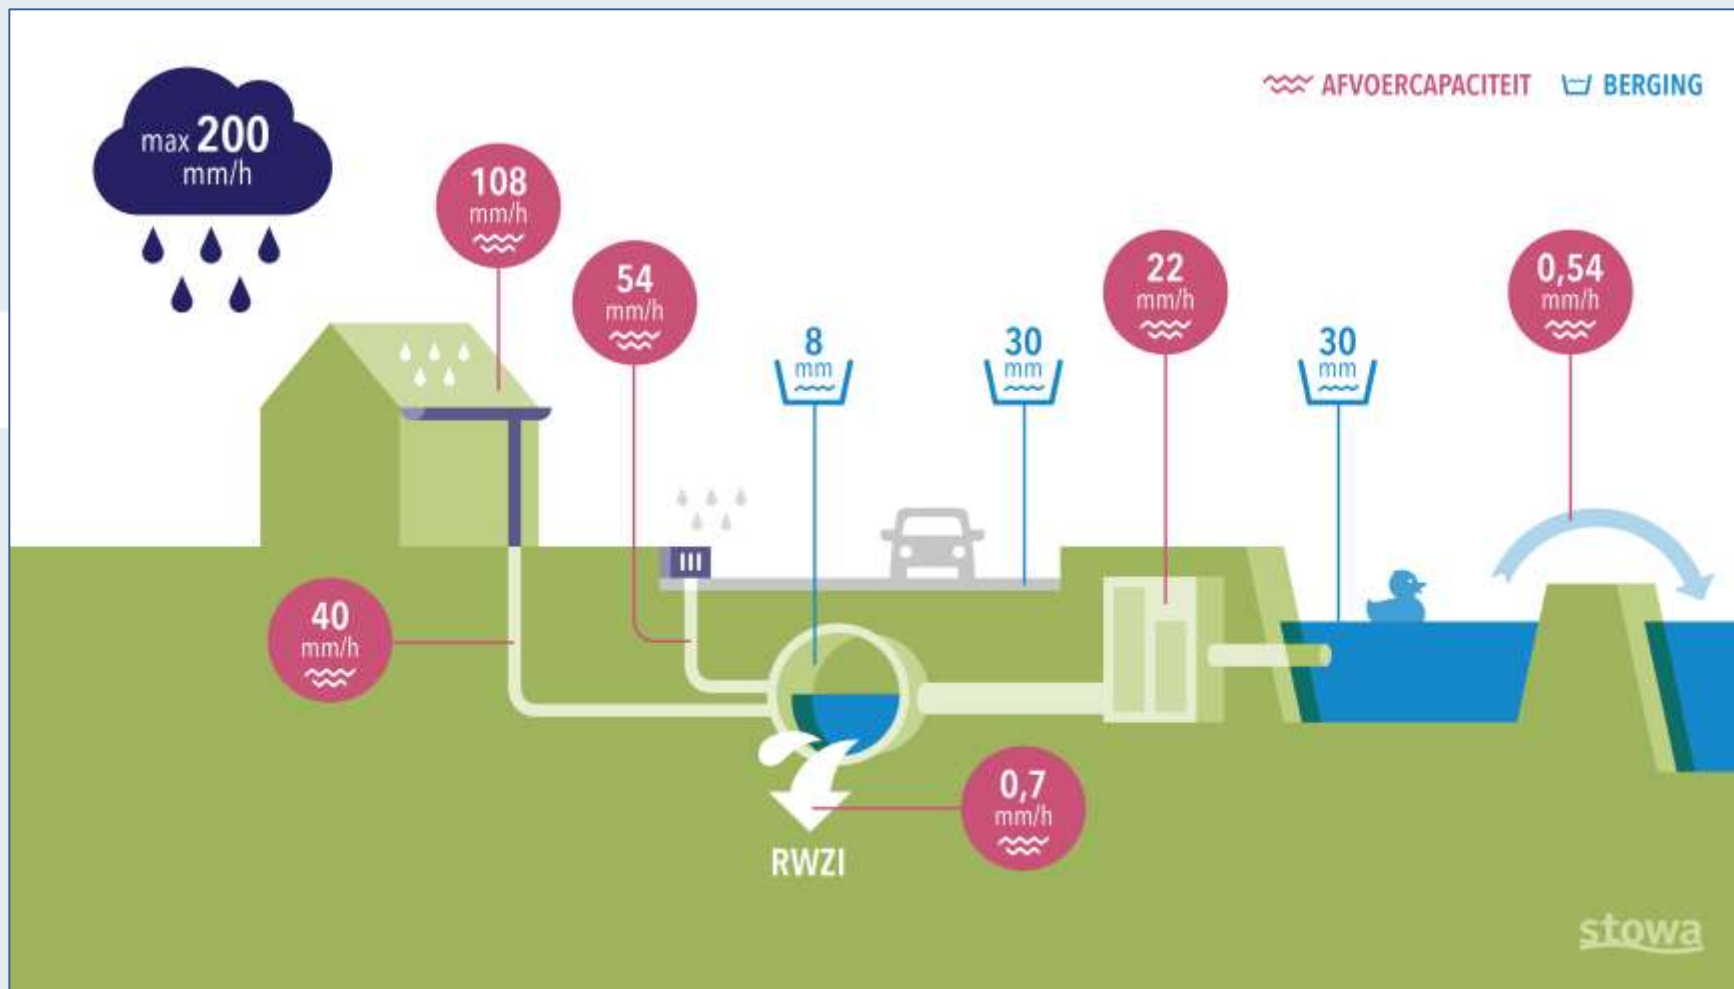 AFVOERCAPACITEIT BERGING
max 200
mm/h
108
mm/h
54
mm/h
8
mm
30
mm
22
mm/h
30
mm
0,54
mm/h
40
mm/h
0,7
mm/h
RWZI
stowa